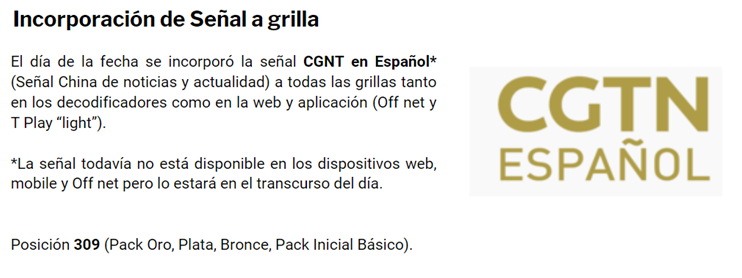 Incorporación de Señal a grilla
El día de la fecha se incorporó la señal CGNT en Español*
(Señal China de noticias y actualidad) a todas las grillas tanto
en los decodificadores como en la web y aplicación (Off net y
T Play “light”).
*La señal todavía no está disponible en los dispositivos web,
mobile y Off net pero lo estará en el transcurso del día.
Posición 309 (Pack Oro, Plata, Bronce, Pack Inicial Básico).
CGTN
ESPAÑOL